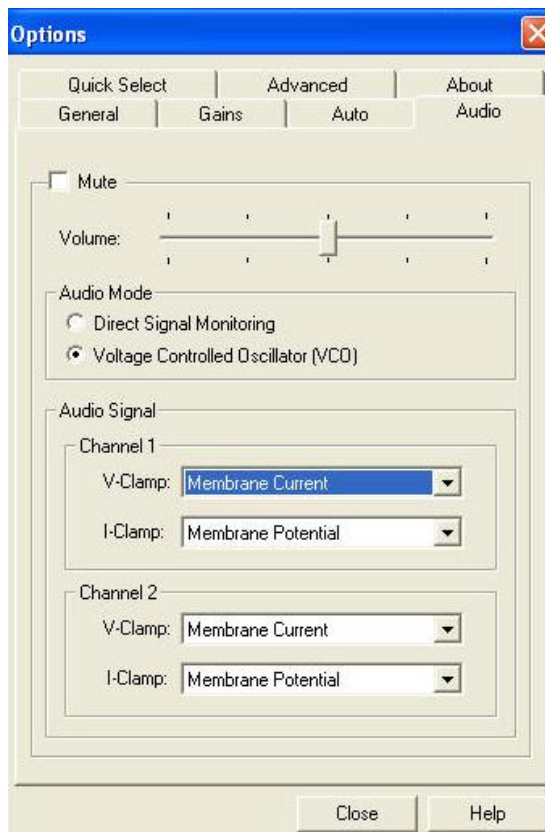 Options
Quick Select Advanced About
General Gains Auto Audio
Mute
Volume:
Audio Mode
Direct Signal Monitoring
Voltage Controlled Oscillator (VCO)
Audio Signal
Channel 1
V-Clamp: Membrane Current
I-Clamp: Membrane Potential
Channel 2
V-Clamp: Membrane Current
I-Clamp: Membrane Potential
Close Help